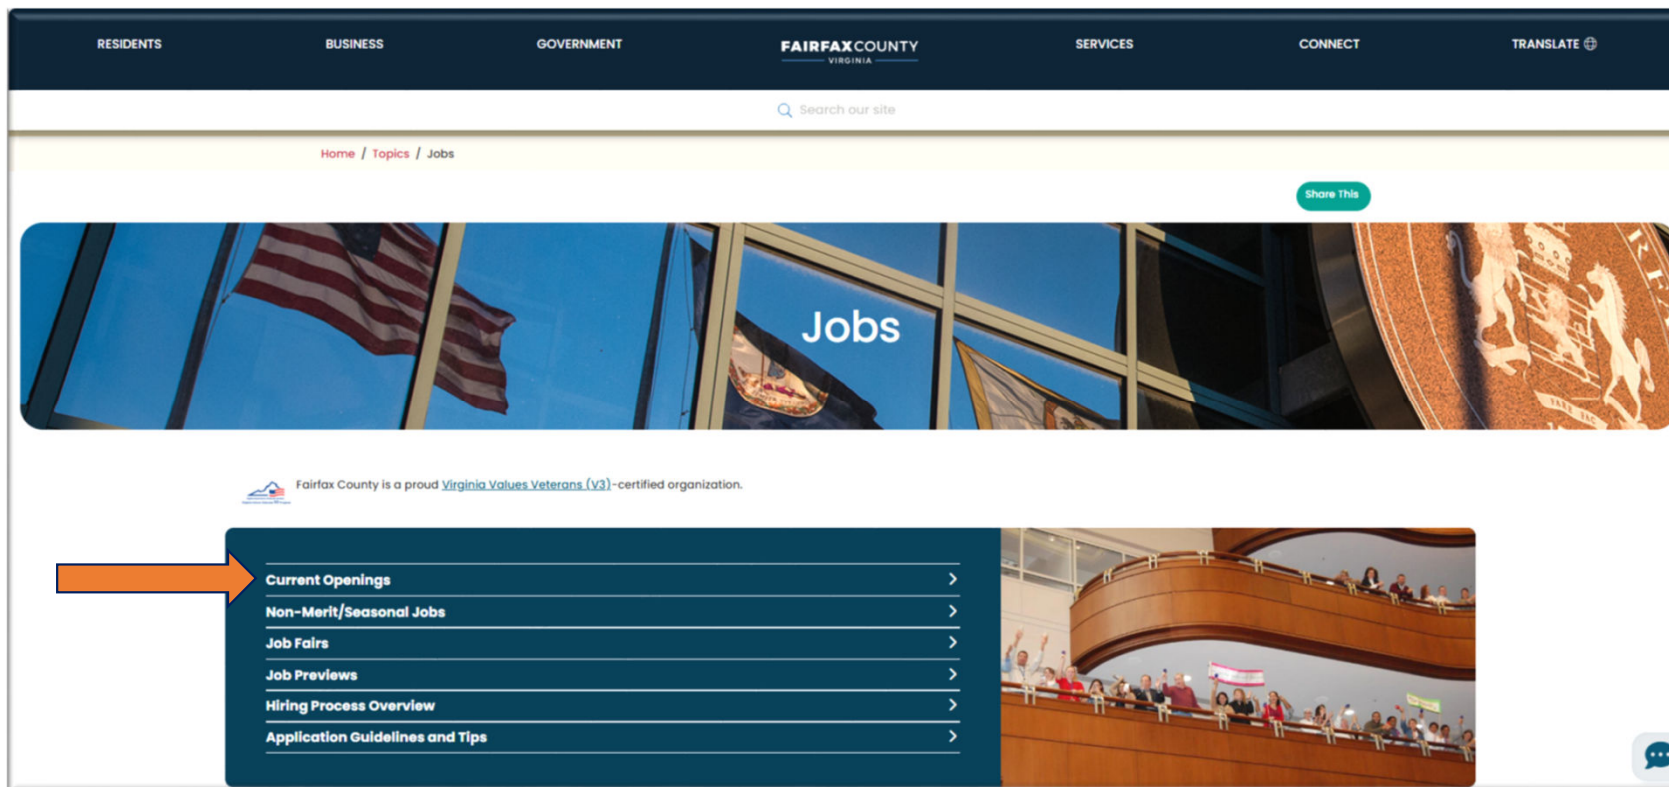 RESIDENTS BUSINESS GOVERNMENT FAIRFAXCOUNTY SERVICES CONNECT TRANSLATE
VIRGINIA
Search our site
Home / Topics / Jobs
Share This
Jobs
Fairfax County is a proud Virginia Values Veterans (V3)-certified organization.
Current Openings
Non-Merit/Seasonal Jobs
Job Fairs
Job Previews
Hiring Process Overview
Application Guidelines and Tips